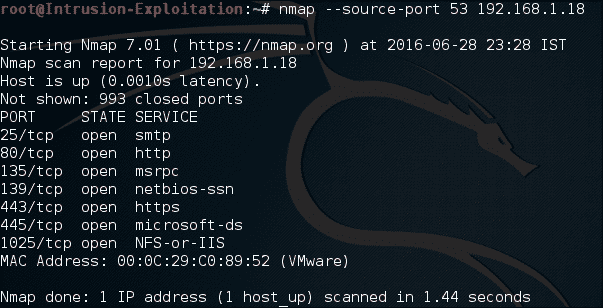 root@Intrusion-Exploitation:~# nmap --source-port 53 192.168.1.18
Starting Nmap 7.01 ( https://nmap.org ) at 2016-06-28 23:28 IST
Nmap scan report for 192.168.1.18
Host is up (0.0010s latency).
Not shown: 993 closed ports
PORT     STATE SERVICE
25/tcp   open  smtp
80/tcp   open  http
135/tcp  open  msrpc
139/tcp  open  netbios-ssn
443/tcp  open  https
445/tcp  open  microsoft-ds
1025/tcp open  NFS-or-IIS
MAC Address: 00:0C:29:C0:89:52 (VMware)
Nmap done: 1 IP address (1 host up) scanned in 1.44 seconds